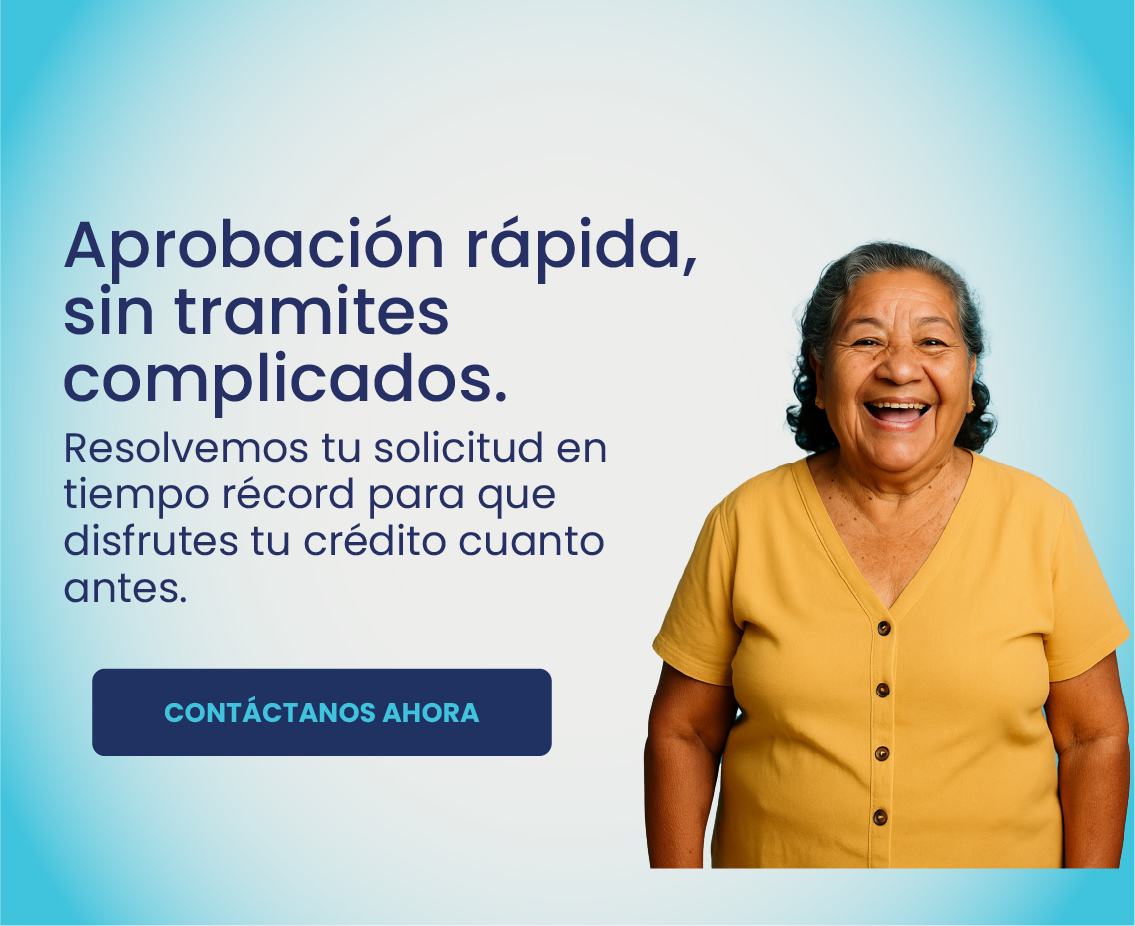 Aprobación rápida,
sin tramites
complicados.
Resolvemos tu solicitud en
tiempo récord para que
disfrutes tu crédito cuanto
antes.
CONTÁCTANOS AHORA